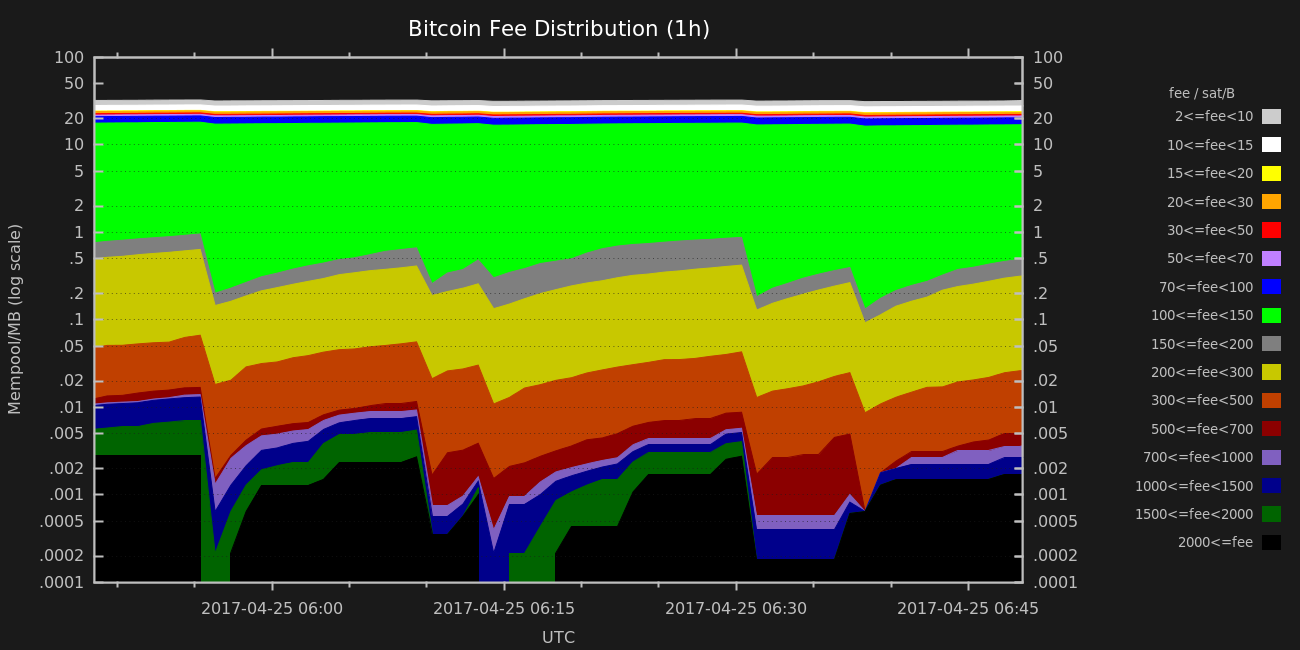 Bitcoin Fee Distribution (1h)
100
50
20
10
5
2
1
.5
.2
.1
.05
.02
.01
.005
.002
.001
.0005
.0002
.0001
Mempool/MB (log scale)
100
50
20
10
5
2
1
.5
.2
.1
.05
.02
.01
.005
.002
.001
.0005
.0002
.0001
2017-04-25 06:00
2017-04-25 06:15
2017-04-25 06:30
2017-04-25 06:45
UTC
fee / sat/B
2<=fee<10
10<=fee<15
15<=fee<20
20<=fee<30
30<=fee<50
50<=fee<70
70<=fee<100
100<=fee<150
150<=fee<200
200<=fee<300
300<=fee<500
500<=fee<700
700<=fee<1000
1000<=fee<1500
1500<=fee<2000
2000<=fee